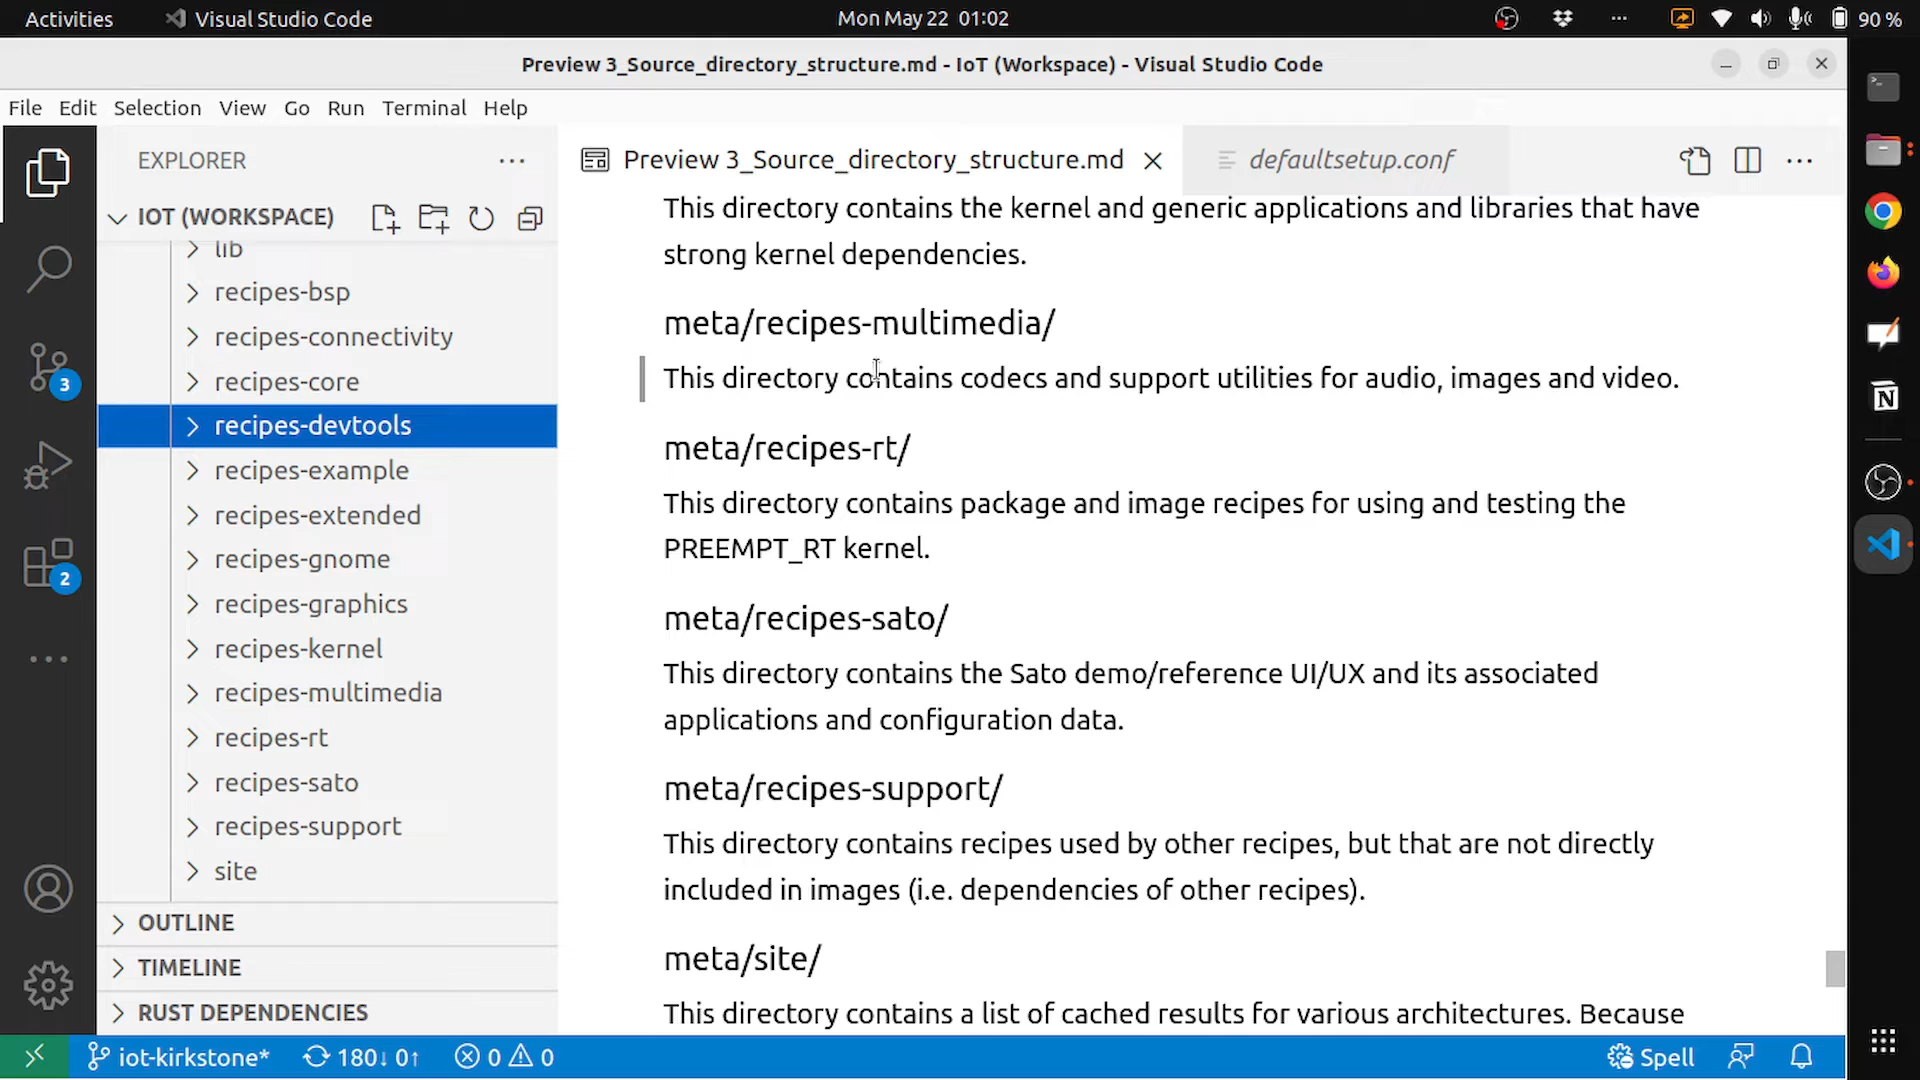 Activities
Visual Studio Code
Mon May 22 01:02
90 %
Preview 3_Source_directory_structure.md - IoT (Workspace) - Visual Studio Code
File Edit Selection View Go Run Terminal Help
EXPLORER
IOT (WORKSPACE)
lib
recipes-bsp
recipes-connectivity
recipes-core
recipes-devtools
recipes-example
recipes-extended
recipes-gnome
recipes-graphics
recipes-kernel
recipes-multimedia
recipes-rt
recipes-sato
recipes-support
site
OUTLINE
TIMELINE
RUST DEPENDENCIES
3
2
Preview 3_Source_directory_structure.md
defaultsetup.conf
This directory contains the kernel and generic applications and libraries that have
strong kernel dependencies.
meta/recipes-multimedia/
This directory contains codecs and support utilities for audio, images and video.
meta/recipes-rt/
This directory contains package and image recipes for using and testing the
PREEMPT_RT kernel.
meta/recipes-sato/
This directory contains the Sato demo/reference UI/UX and its associated
applications and configuration data.
meta/recipes-support/
This directory contains recipes used by other recipes, but that are not directly
included in images (i.e. dependencies of other recipes).
meta/site/
This directory contains a list of cached results for various architectures. Because
iot-kirkstone* 180↓ 0↑ 0 0
Spell